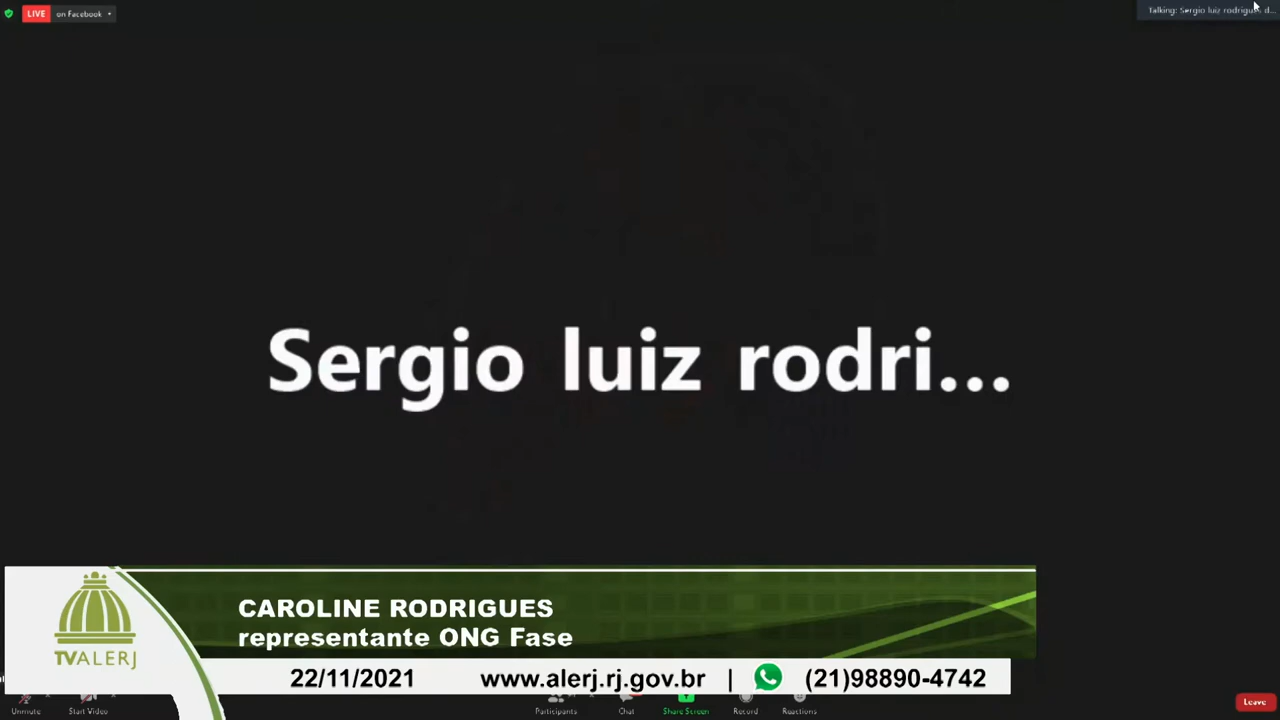 LIVE on Facebook
Talking: Sergio luiz rodrigues d...
Sergio luiz rodri...
CAROLINE RODRIGUES
representante ONG Fase
TVALERJ
22/11/2021 www.alerj.rj.gov.br | (21)98890-4742
Unmute Start Video Participants Chat Share Screen Record Reactions Leave